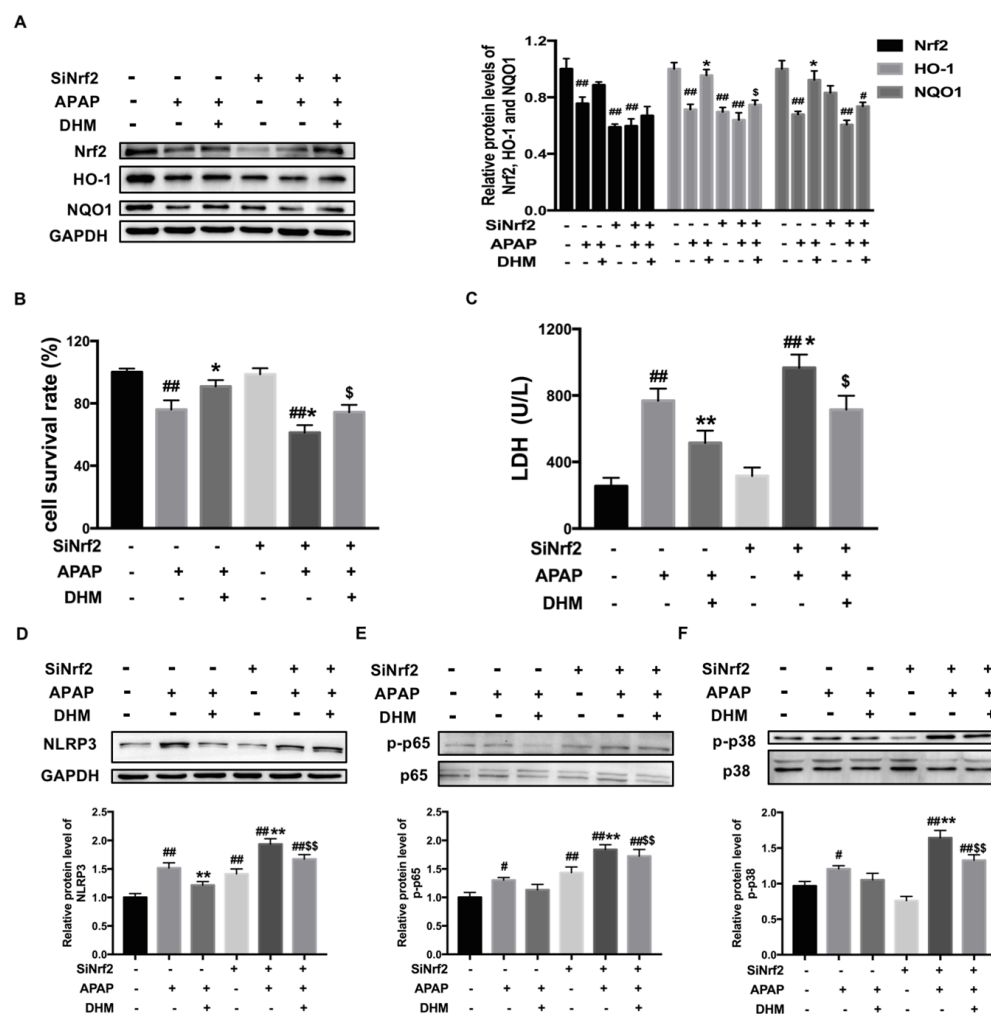 A
SiNrf2 - - - + + +
APAP - + + - + +
DHM - - + - - +
Nrf2
HO-1
NQO1
GAPDH
Relative protein levels of
Nrf2, HO-1 and NQO1
1.2
0.8
0.4
0.0
## ## ## ## * ## ## $ ## * ## #
Nrf2
HO-1
NQO1
SiNrf2 - - - + + + - - - + + + - - - + + +
APAP - + + - + + - + + - + + - + + - + +
DHM - - + - - + - - + - - + - - + - - +
B
cell survival rate (%)
120
80
40
0
## * ##* $
SiNrf2 - - - + + +
APAP - + + - + +
DHM - - + - - +
C
LDH (U/L)
1200
800
400
0
## ** ##* $
SiNrf2 - - - + + +
APAP - + + - + +
DHM - - + - - +
D
SiNrf2 - - - + + +
APAP - + + - + +
DHM - - + - - +
NLRP3
GAPDH
Relative protein level of
NLRP3
2.5
2.0
1.5
1.0
0.5
0.0
## ** ## ##** ##$$
SiNrf2 - - - + + +
APAP - + + - + +
DHM - - + - - +
E
SiNrf2 - - - + + +
APAP - + + - + +
DHM - - + - - +
p-p65
p65
Relative protein level of
p-p65
2.5
2.0
1.5
1.0
0.5
0.0
# ## ##** ##$$
SiNrf2 - - - + + +
APAP - + + - + +
DHM - - + - - +
F
SiNrf2 - - - + + +
APAP - + + - + +
DHM - - + - - +
p-p38
p38
Relative protein level of
p-p38
2.0
1.5
1.0
0.5
0.0
# ##** ##$$
SiNrf2 - - - + + +
APAP - + + - + +
DHM - - + - - +